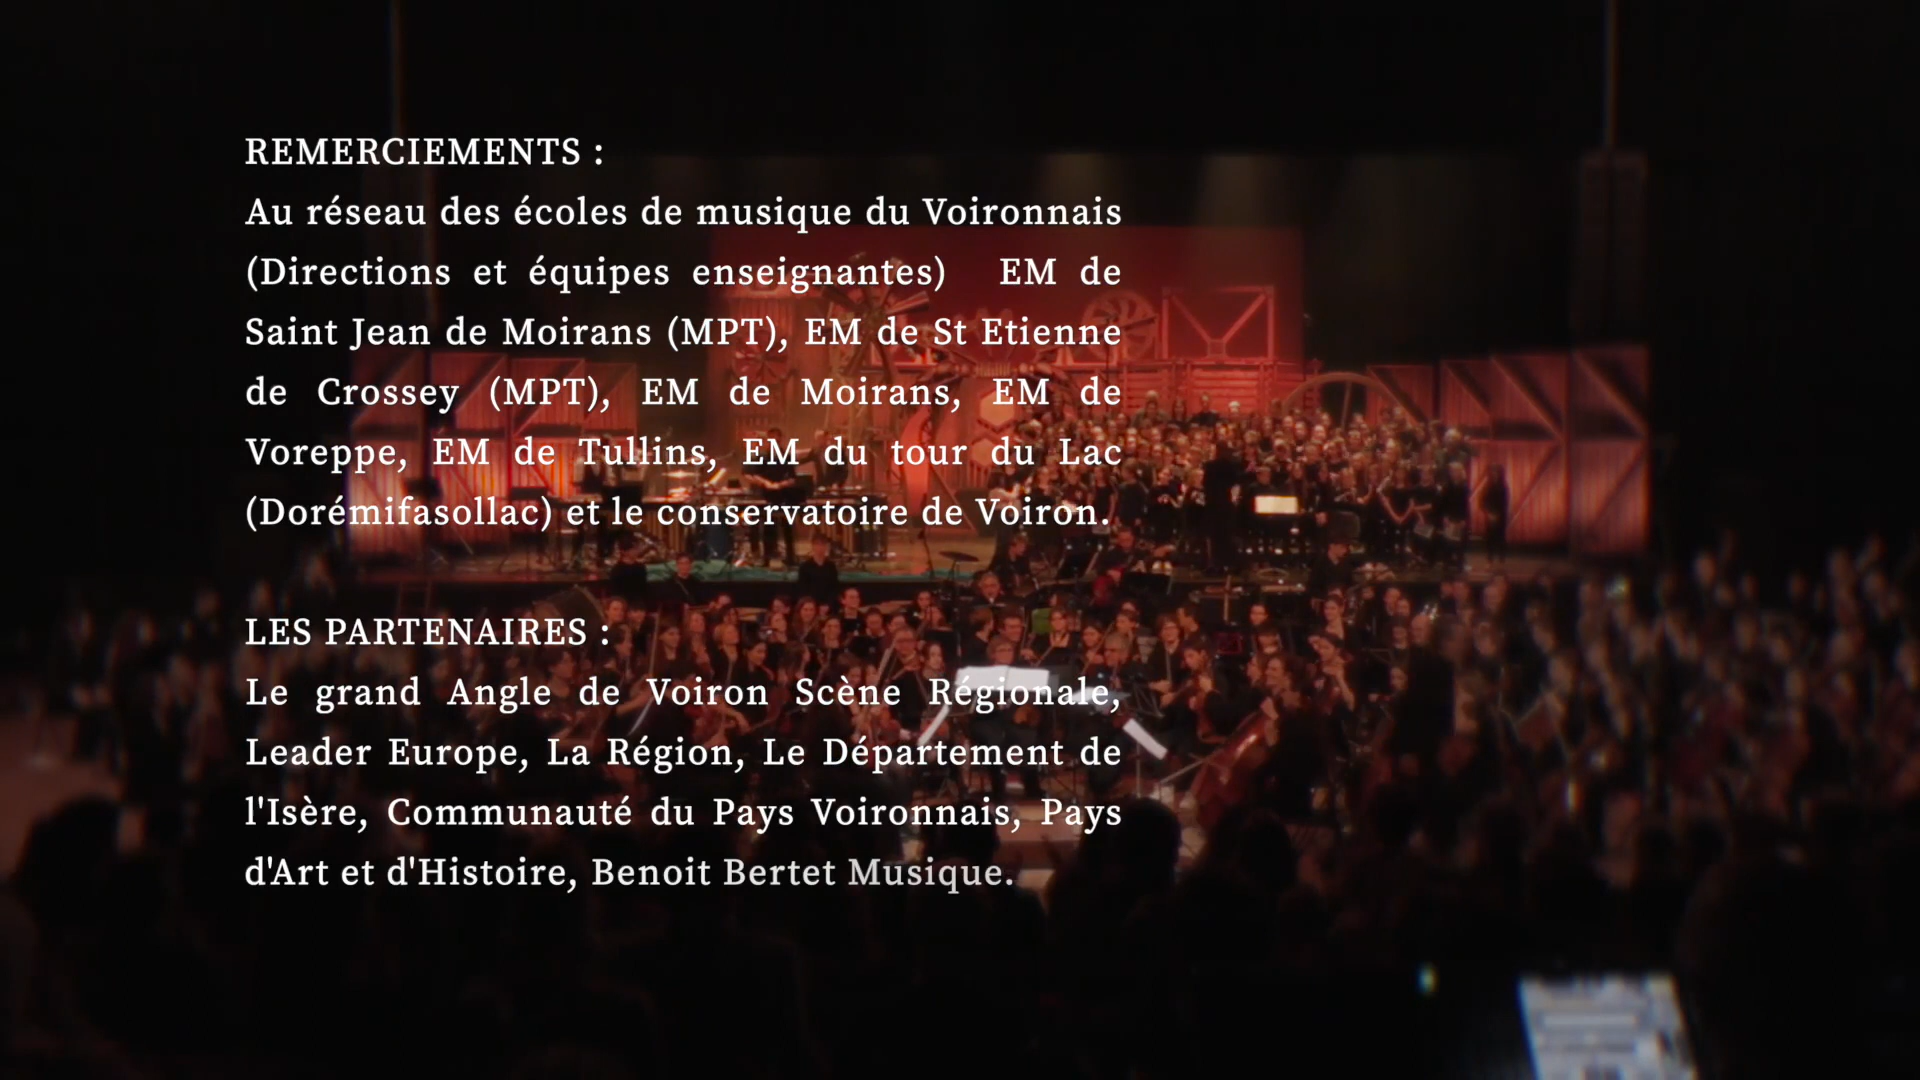 REMERCIEMENTS :
Au réseau des écoles de musique du Voironnais
(Directions et équipes enseignantes) EM de
Saint Jean de Moirans (MPT), EM de St Etienne
de Crossey (MPT), EM de Moirans, EM de
Voreppe, EM de Tullins, EM du tour du Lac
(Dorémifasollac) et le conservatoire de Voiron.
LES PARTENAIRES :
Le grand Angle de Voiron Scène Régionale,
Leader Europe, La Région, Le Département de
l'Isère, Communauté du Pays Voironnais, Pays
d'Art et d'Histoire, Benoit Bertet Musique.